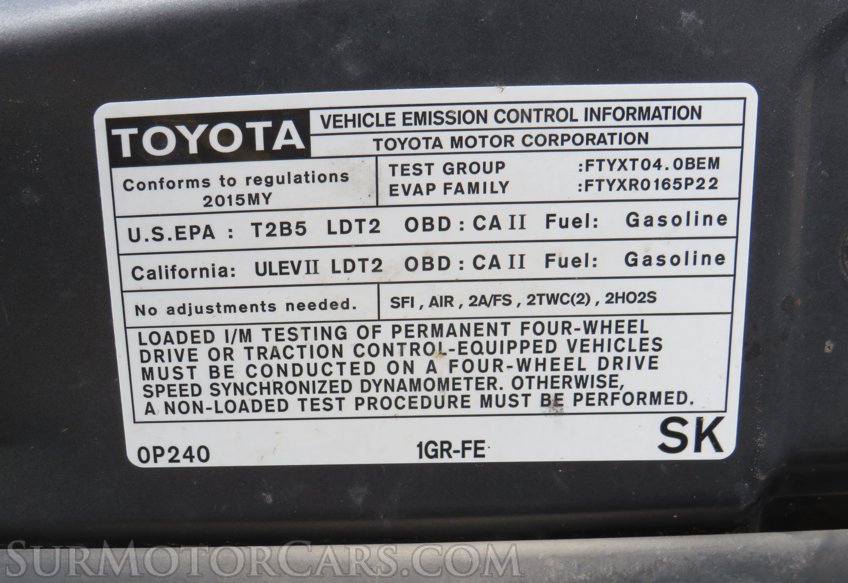 TOYOTA
VEHICLE EMISSION CONTROL INFORMATION
TOYOTA MOTOR CORPORATION
Conforms to regulations
2015MY
TEST GROUP :FTYXT04.0BEM
EVAP FAMILY :FTYXR0165P22
U.S.EPA : T2B5 LDT2 OBD : CA II Fuel: Gasoline
California: ULEVII LDT2 OBD : CA II Fuel: Gasoline
No adjustments needed.
SFI , AIR , 2A/FS , 2TWC(2) , 2HO2S
LOADED I/M TESTING OF PERMANENT FOUR-WHEEL
DRIVE OR TRACTION CONTROL-EQUIPPED VEHICLES
MUST BE CONDUCTED ON A FOUR-WHEEL DRIVE
SPEED SYNCHRONIZED DYNAMOMETER. OTHERWISE,
A NON-LOADED TEST PROCEDURE MUST BE PERFORMED.
0P240 1GR-FE SK
SURMOTORCARS.COM